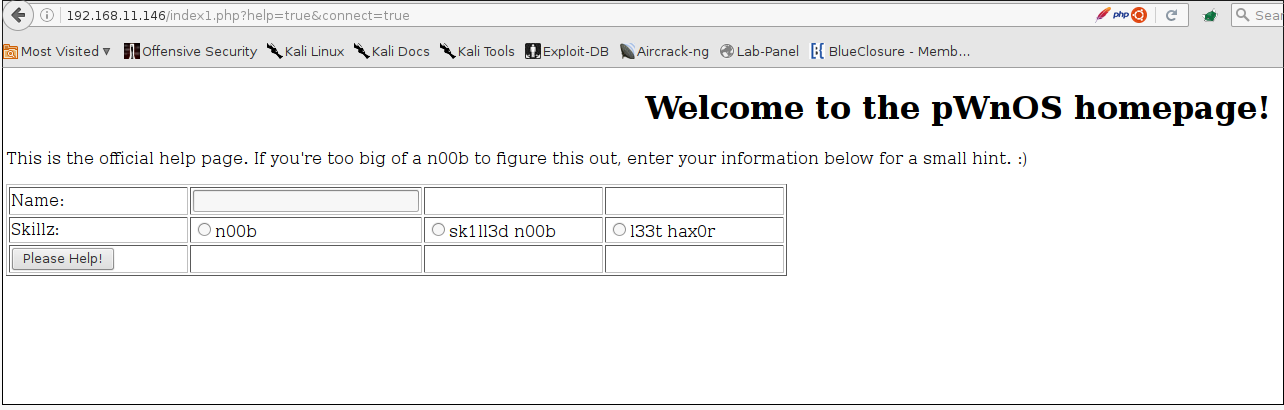 192.168.11.146/index1.php?help=true&connect=true php Sear
Most Visited Offensive Security Kali Linux Kali Docs Kali Tools Exploit-DB Aircrack-ng Lab-Panel BlueClosure - Memb...
Welcome to the pWnOS homepage!
This is the official help page. If you're too big of a n00b to figure this out, enter your information below for a small hint. :)
Name:
Skillz: n00b sk1ll3d n00b l33t hax0r
Please Help!